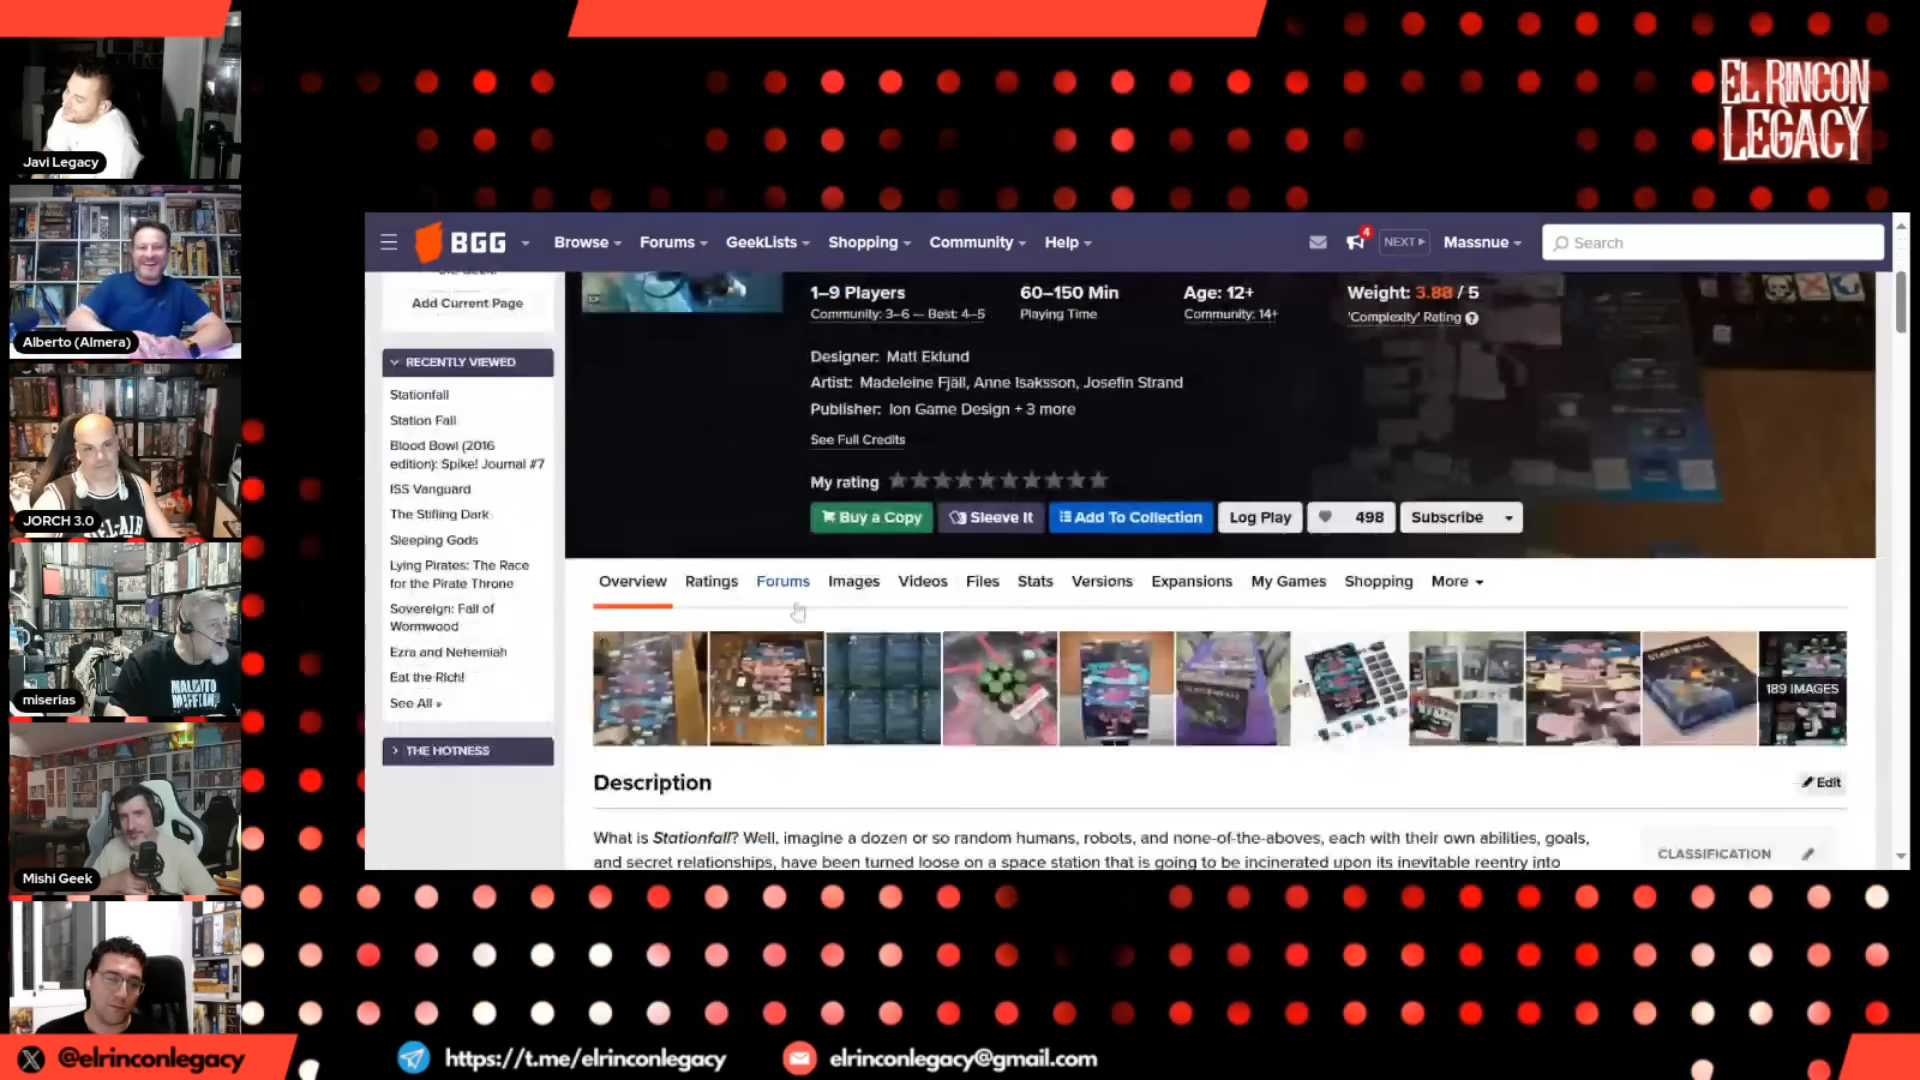 EL RINCON
LEGACY
Javi Legacy
Alberto (Almera)
JORCH 3.0
BEL-AIR
miserias
MALDITO
Mishi Geek
BGG
Browse
Forums
GeekLists
Shopping
Community
Help
4
NEXT
Massnue
Search
Add Current Page
RECENTLY VIEWED
Stationfall
Station Fall
Blood Bowl (2016
edition): Spike! Journal #7
ISS Vanguard
The Stifling Dark
Sleeping Gods
Lying Pirates: The Race
for the Pirate Throne
Sovereign: Fall of
Wormwood
Ezra and Nehemiah
Eat the Rich!
See All »
THE HOTNESS
1–9 Players
Community: 3–6 — Best: 4–5
60–150 Min
Playing Time
Age: 12+
Community: 14+
Weight: 3.88 / 5
'Complexity' Rating ?
Designer: Matt Eklund
Artist: Madeleine Fjäll, Anne Isaksson, Josefin Strand
Publisher: Ion Game Design + 3 more
See Full Credits
My rating
Buy a Copy
Sleeve It
Add To Collection
Log Play
498
Subscribe
Overview
Ratings
Forums
Images
Videos
Files
Stats
Versions
Expansions
My Games
Shopping
More
189 IMAGES
Description
Edit
What is Stationfall? Well, imagine a dozen or so random humans, robots, and none-of-the-aboves, each with their own abilities, goals,
and secret relationships, have been turned loose on a space station that is going to be incinerated upon its inevitable reentry into
CLASSIFICATION
@elrinconlegacy
https://t.me/elrinconlegacy
elrinconlegacy@gmail.com